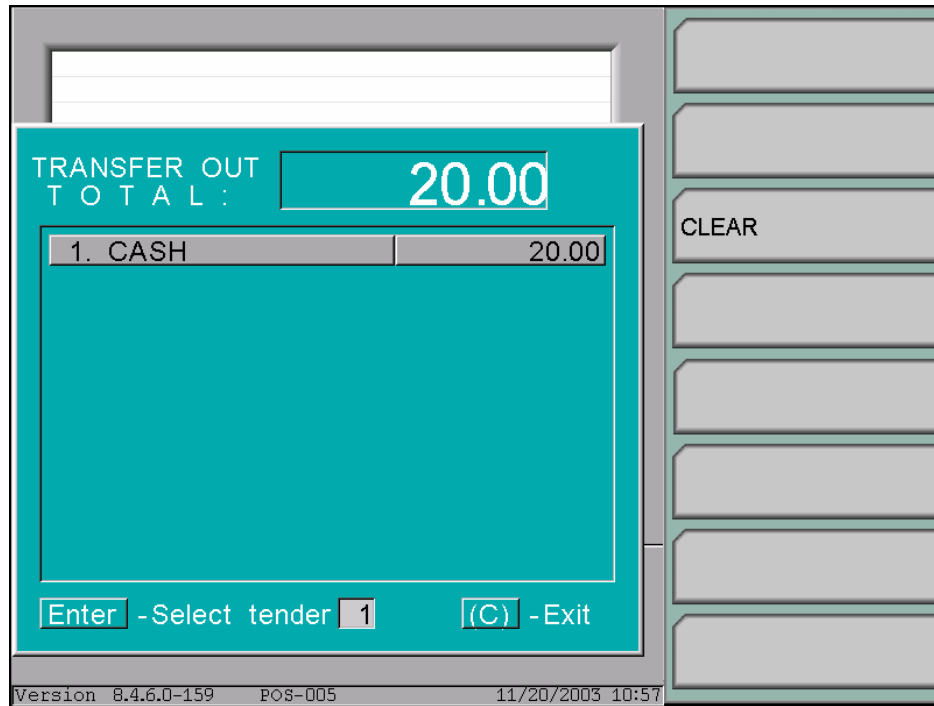 TRANSFER OUT
TOTAL: 20.00
1. CASH 20.00
CLEAR
Enter -Select tender 1 (C) -Exit
Version 8.4.6.0-159 POS-005 11/20/2003 10:57